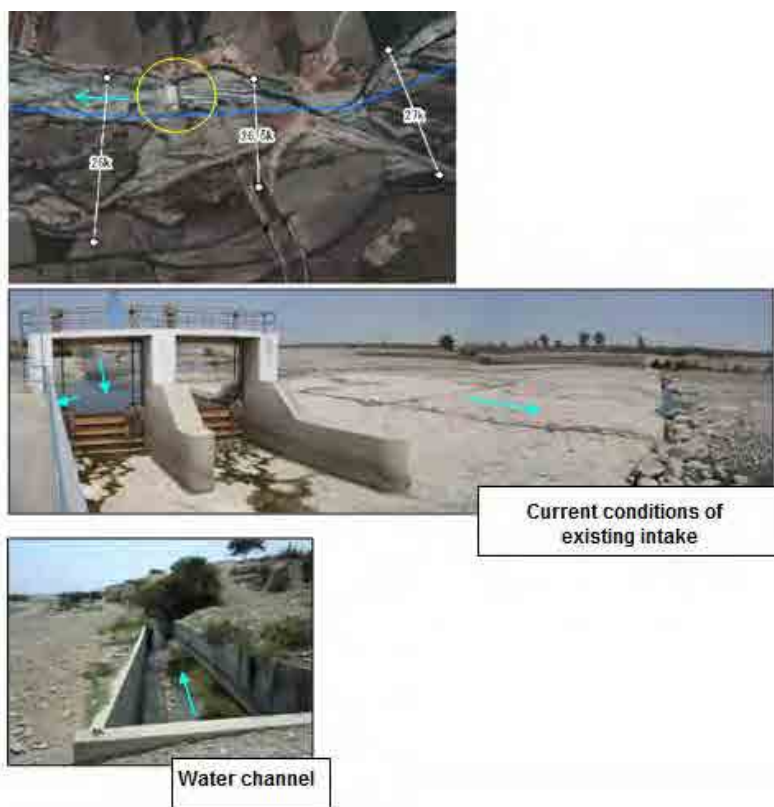 26k
26.5k
27k
Current conditions of
existing intake
Water channel